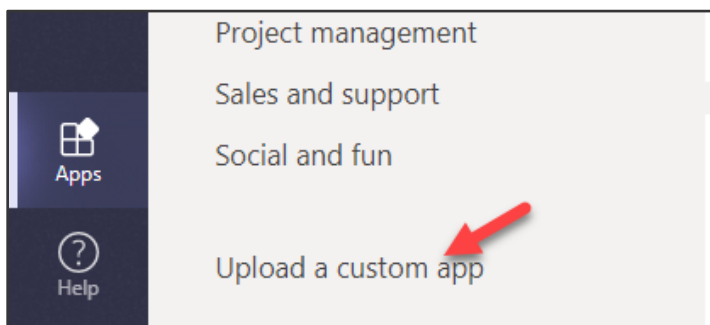 Project management
Sales and support
Apps
Social and fun
Help
Upload a custom app